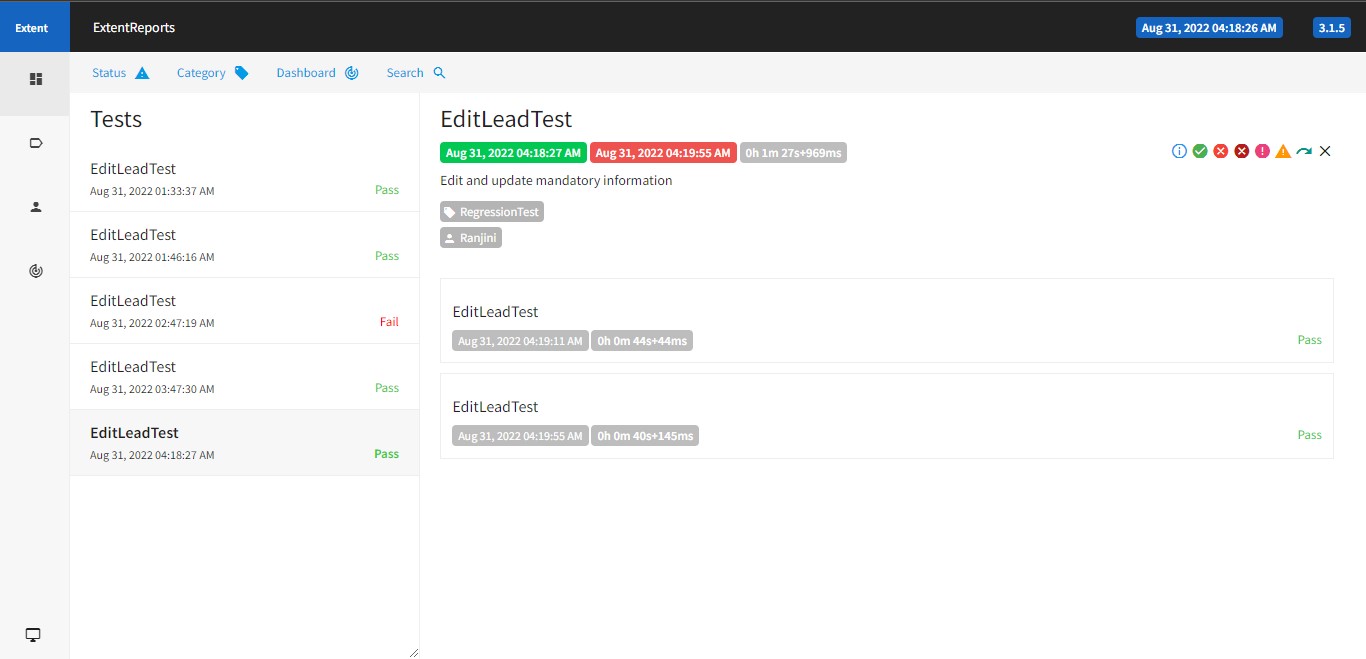 Extent
ExtentReports
Aug 31, 2022 04:18:26 AM
3.1.5
Status
Category
Dashboard
Search
Tests
EditLeadTest
Aug 31, 2022 01:33:37 AM
Pass
EditLeadTest
Aug 31, 2022 01:46:16 AM
Pass
EditLeadTest
Aug 31, 2022 02:47:19 AM
Fail
EditLeadTest
Aug 31, 2022 03:47:30 AM
Pass
EditLeadTest
Aug 31, 2022 04:18:27 AM
Pass
EditLeadTest
Aug 31, 2022 04:18:27 AM Aug 31, 2022 04:19:55 AM 0h 1m 27s+969ms
Edit and update mandatory information
RegressionTest
Ranjini
EditLeadTest
Aug 31, 2022 04:19:11 AM 0h 0m 44s+44ms
Pass
EditLeadTest
Aug 31, 2022 04:19:55 AM 0h 0m 40s+145ms
Pass